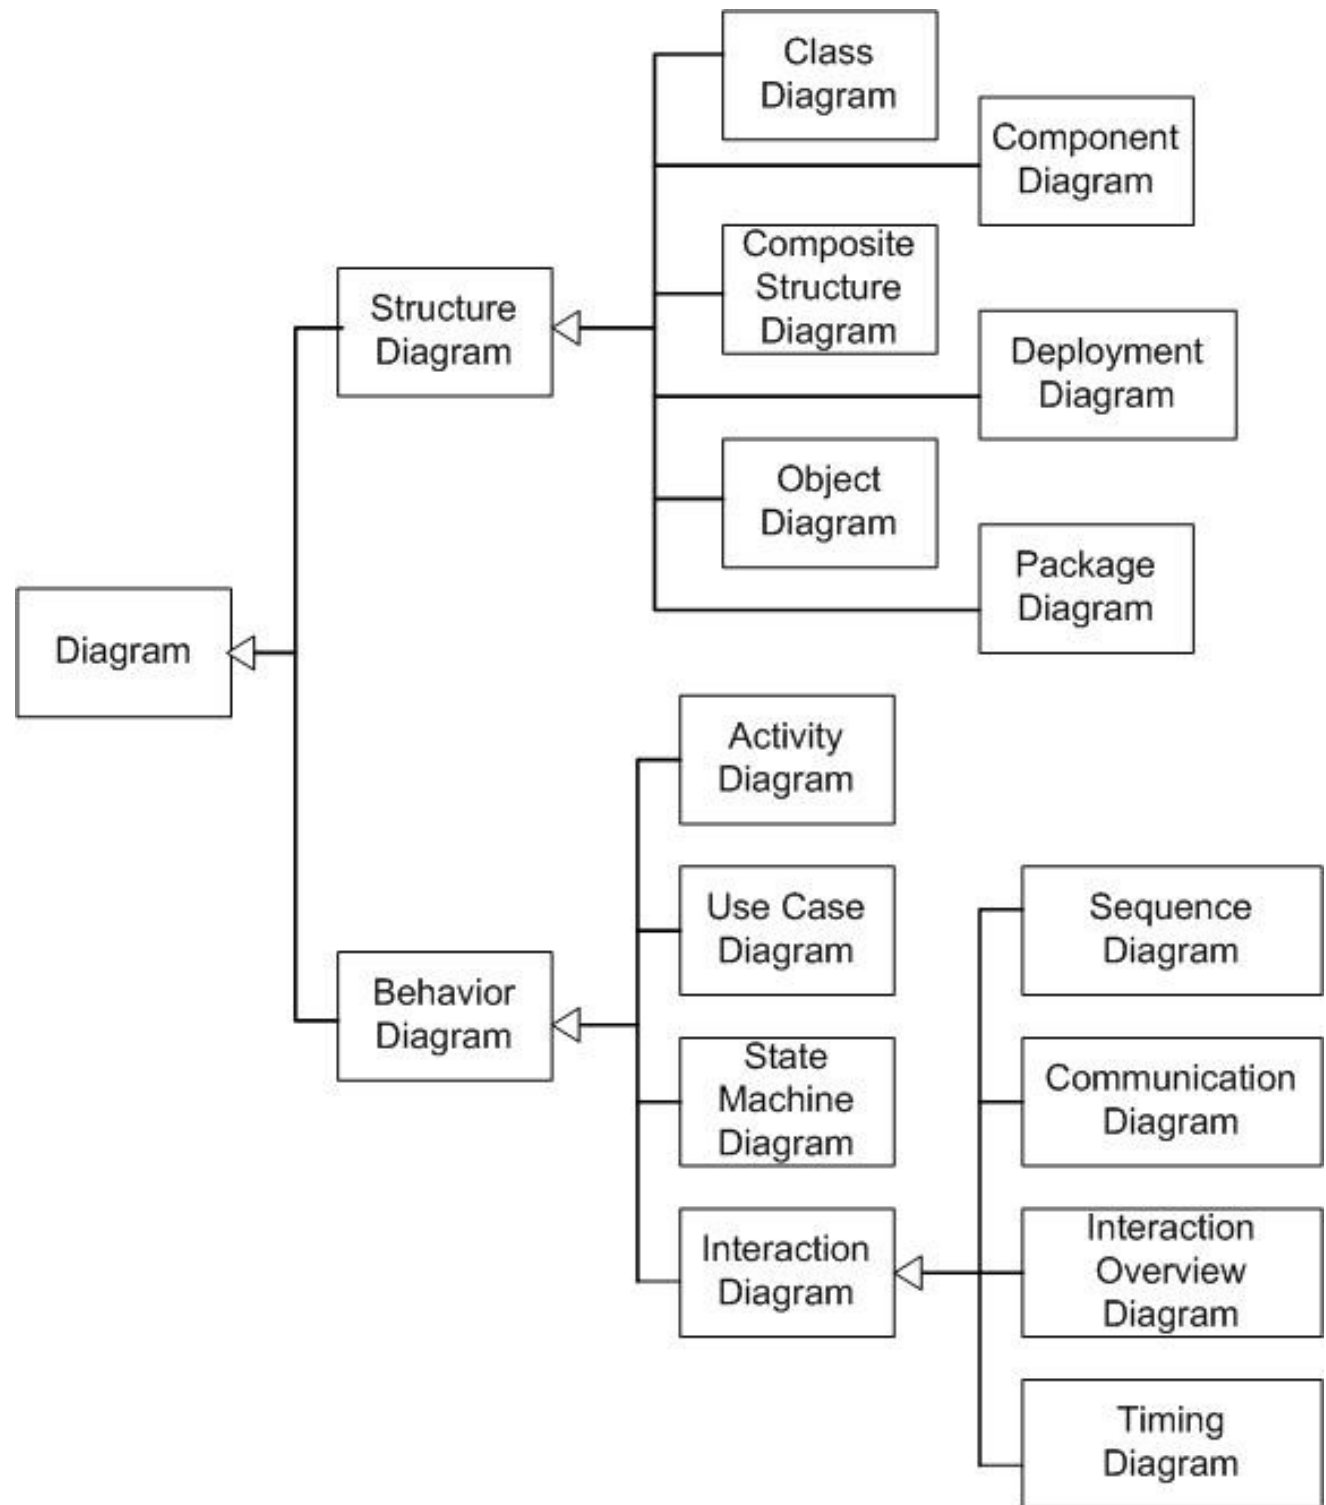 Class
Diagram
Component
Diagram
Composite
Structure
Diagram
Structure
Diagram
Deployment
Diagram
Object
Diagram
Package
Diagram
Diagram
Activity
Diagram
Use Case
Diagram
Sequence
Diagram
Behavior
Diagram
State
Machine
Diagram
Communication
Diagram
Interaction
Diagram
Interaction
Overview
Diagram
Timing
Diagram